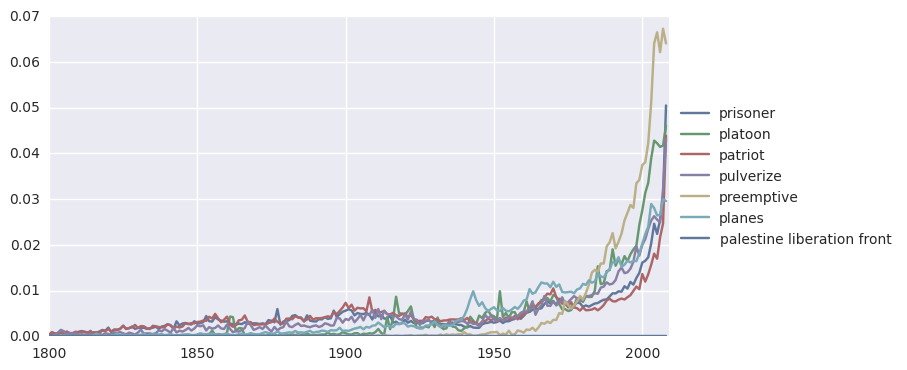 0.07
0.06
0.05
0.04
0.03
0.02
0.01
0.00
1800 1850 1900 1950 2000
prisoner
platoon
patriot
pulverize
preemptive
planes
palestine liberation front